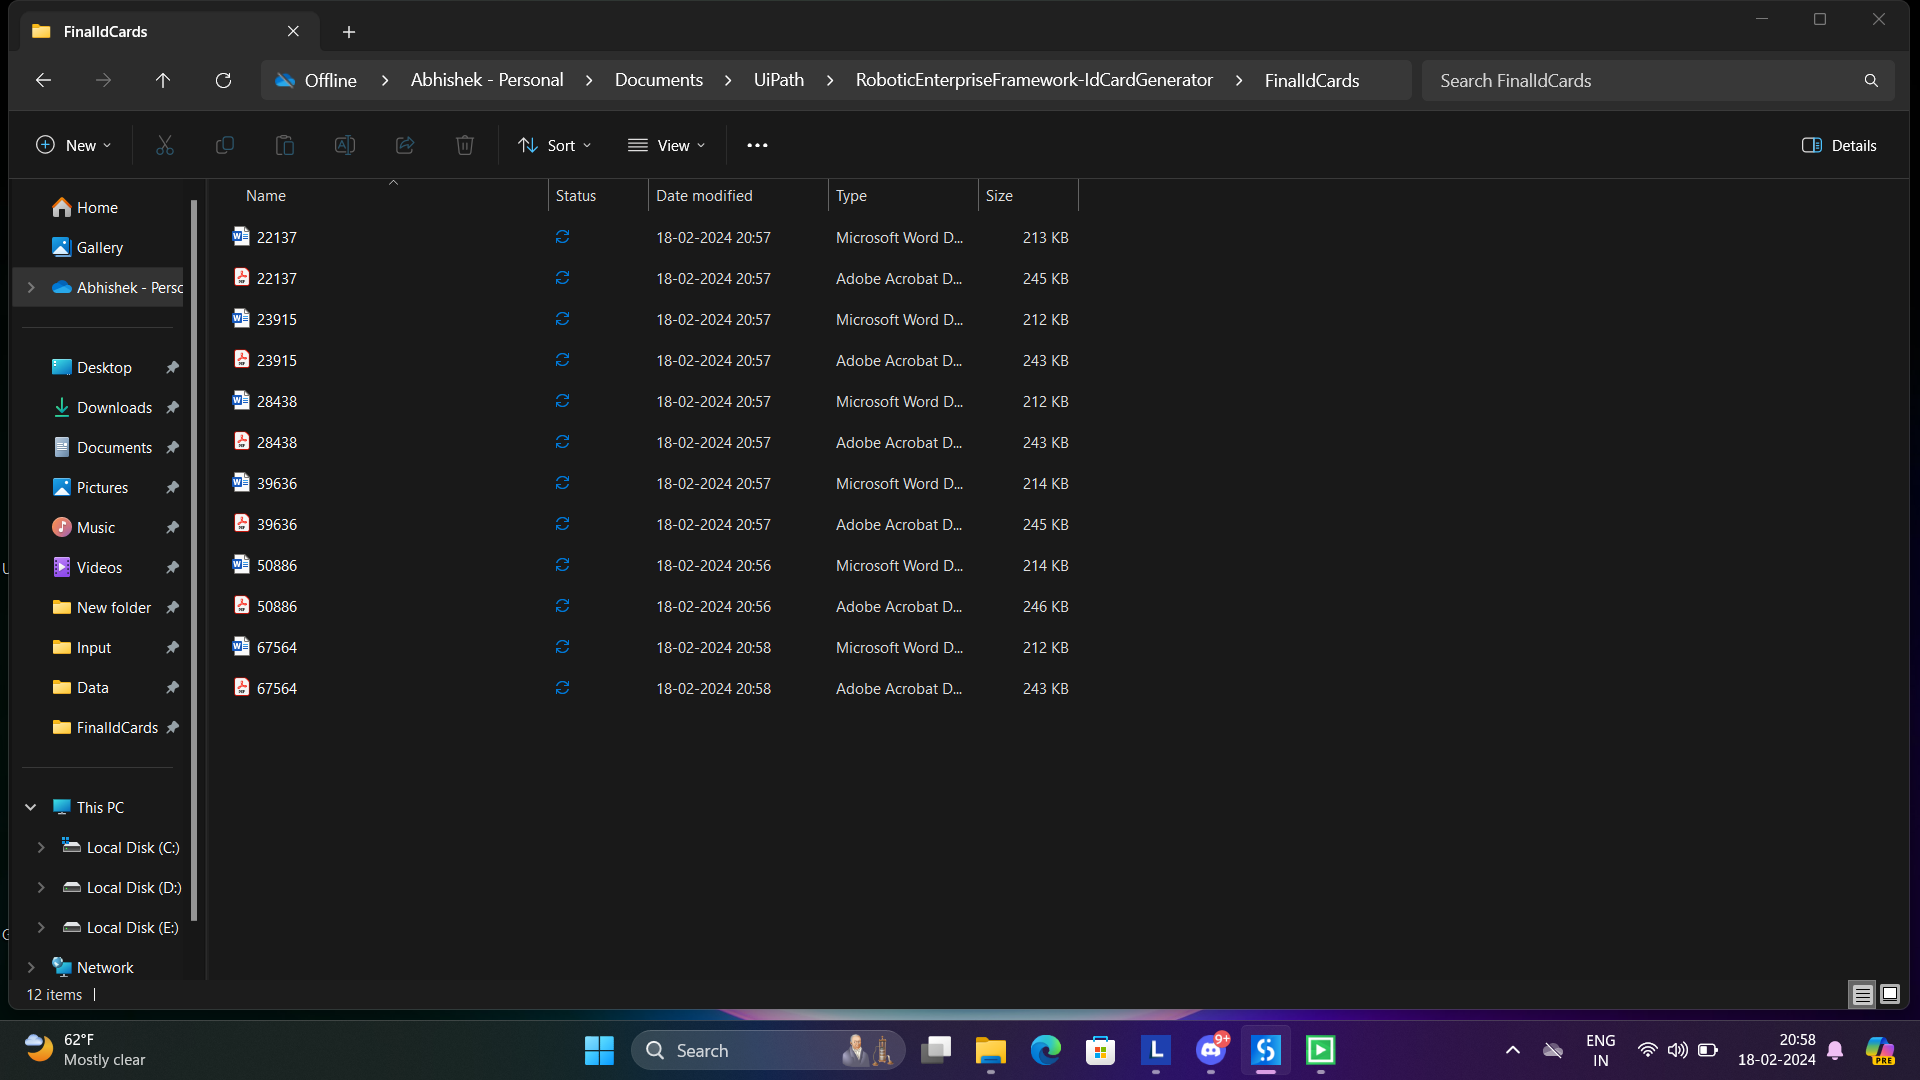 FinalIdCards
Offline > Abhishek - Personal > Documents > UiPath > RoboticEnterpriseFramework-IdCardGenerator > FinalIdCards
Search FinalIdCards
New
Sort
View
Details
Name Status Date modified Type Size
22137 18-02-2024 20:57 Microsoft Word D... 213 KB
22137 18-02-2024 20:57 Adobe Acrobat D... 245 KB
23915 18-02-2024 20:57 Microsoft Word D... 212 KB
23915 18-02-2024 20:57 Adobe Acrobat D... 243 KB
28438 18-02-2024 20:57 Microsoft Word D... 212 KB
28438 18-02-2024 20:57 Adobe Acrobat D... 243 KB
39636 18-02-2024 20:57 Microsoft Word D... 214 KB
39636 18-02-2024 20:57 Adobe Acrobat D... 245 KB
50886 18-02-2024 20:56 Microsoft Word D... 214 KB
50886 18-02-2024 20:56 Adobe Acrobat D... 246 KB
67564 18-02-2024 20:58 Microsoft Word D... 212 KB
67564 18-02-2024 20:58 Adobe Acrobat D... 243 KB
Home
Gallery
Abhishek - Perso
Desktop
Downloads
Documents
Pictures
Music
Videos
New folder
Input
Data
FinalIdCards
This PC
Local Disk (C:)
Local Disk (D:)
Local Disk (E:)
Network
12 items
62°F
Mostly clear
Search
L
9+
ENG
IN
20:58
18-02-2024
PRE